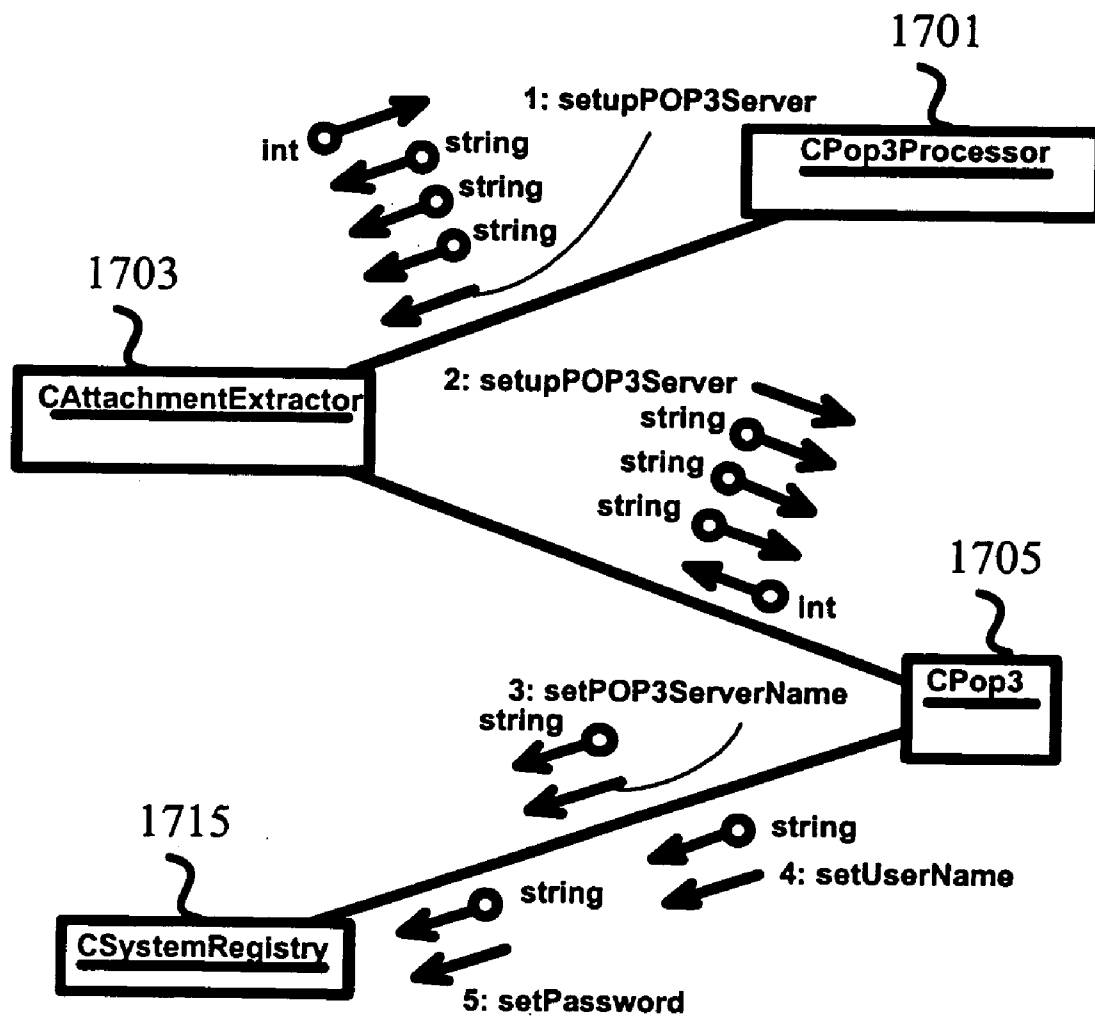 1701
1: setupPOP3Server
CPop3Processor
int
string
string
string
1703
CAttachmentExtractor
2: setupPOP3Server
string
string
string
int
1705
CPop3
3: setPOP3ServerName
string
1715
string
4: setUserName
string
CSystemRegistry
5: setPassword